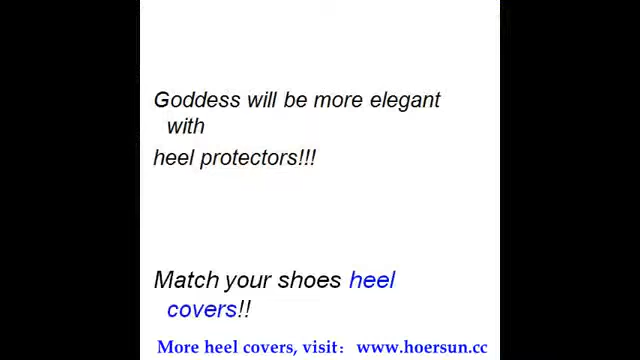 Goddess will be more elegant
with
heel protectors!!!
Match your shoes heel
covers!!
More heel covers, visit：www.hoersun.cc